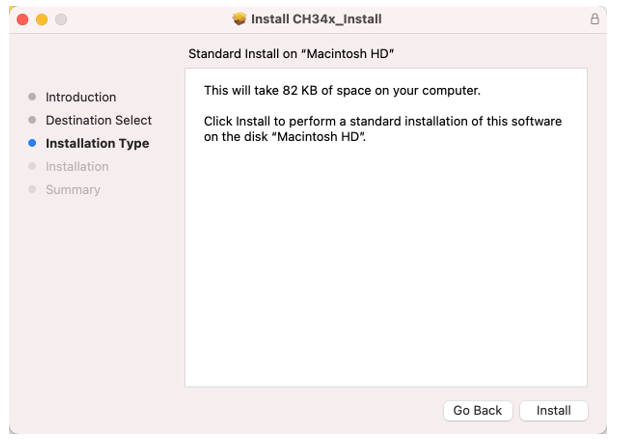 Install CH34x_Install
Standard Install on “Macintosh HD”
Introduction
Destination Select
Installation Type
Installation
Summary
This will take 82 KB of space on your computer.
Click Install to perform a standard installation of this software
on the disk “Macintosh HD”.
Go Back
Install